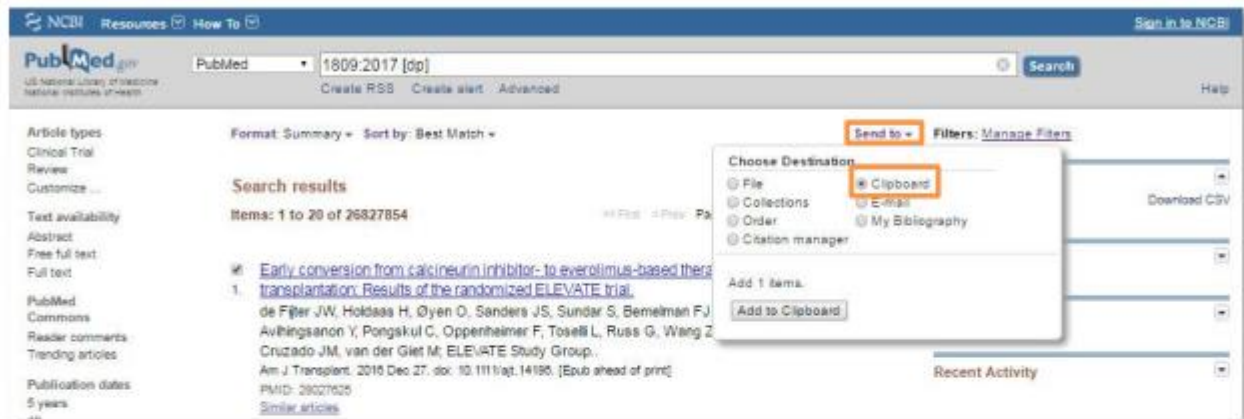 NCBI Resources How To Sign in to NCBI
PubMed.gov
US National Library of Medicine
National Institutes of Health
PubMed 1809:2017 [dp] Search
Create RSS Create alert Advanced Help
Article types
Clinical Trial
Review
Customize ...
Text availability
Abstract
Free full text
Full text
PubMed
Commons
Reader comments
Trending articles
Publication dates
5 years
Format: Summary Sort by: Best Match Send to Filters: Manage Filters
Search results
Items: 1 to 20 of 26827854
<< First < Prev Pa
Choose Destination
File Clipboard
Collections E-mail
Order My Bibliography
Citation manager
Add 1 items.
Add to Clipboard
Download CSV
Early conversion from calcineurin inhibitor- to everolimus-based thera
1. transplantation: Results of the randomized ELEVATE trial.
de Fijter JW, Holdaas H, Øyen O, Sanders JS, Sundar S, Bemelman FJ
Avihingsanon Y, Pongskul C, Oppenheimer F, Toselli L, Russ G, Wang Z
Cruzado JM, van der Giet M; ELEVATE Study Group..
Am J Transplant. 2016 Dec 27. doi: 10.1111/ajt.14186. [Epub ahead of print]
PMID: 28027625
Similar articles
Recent Activity